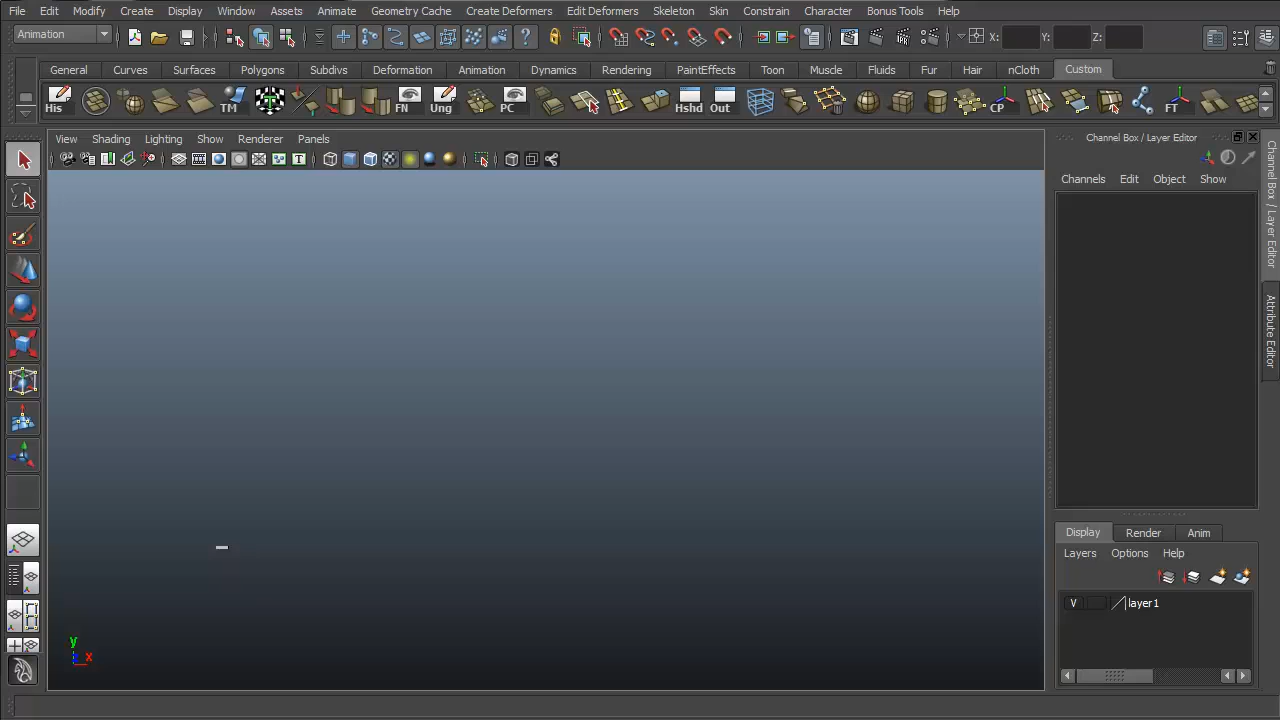 File Edit Modify Create Display Window Assets Animate Geometry Cache Create Deformers Edit Deformers Skeleton Skin Constrain Character Bonus Tools Help
Animation X: Y: Z:
General Curves Surfaces Polygons Subdivs Deformation Animation Dynamics Rendering PaintEffects Toon Muscle Fluids Fur Hair nCloth Custom
His TM FN Ung PC Hshd Out CP FT
View Shading Lighting Show Renderer Panels
T
Channel Box / Layer Editor
Channels Edit Object Show
Channel Box / Layer Editor
Attribute Editor
Display Render Anim
Layers Options Help
V layer1
y
x